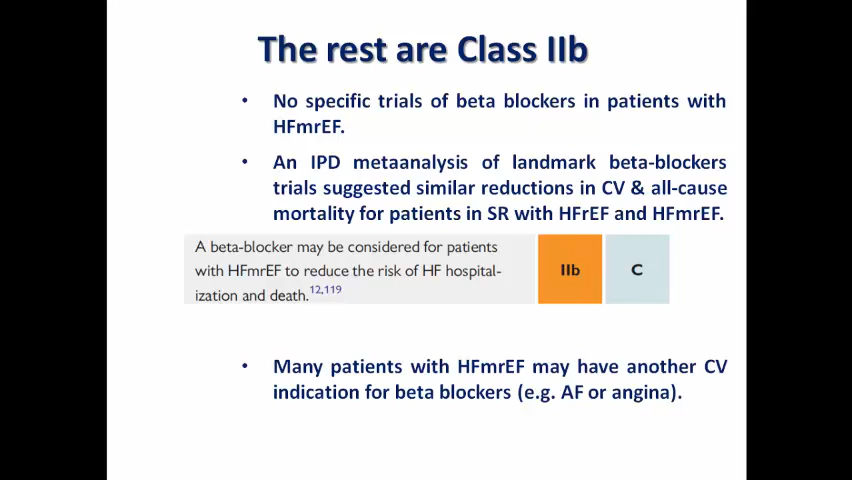 The rest are Class IIb
• No specific trials of beta blockers in patients with
HFmrEF.
• An IPD metaanalysis of landmark beta-blockers
trials suggested similar reductions in CV & all-cause
mortality for patients in SR with HFrEF and HFmrEF.
A beta-blocker may be considered for patients
with HFmrEF to reduce the risk of HF hospital-
ization and death.12,119
IIb
C
• Many patients with HFmrEF may have another CV
indication for beta blockers (e.g. AF or angina).